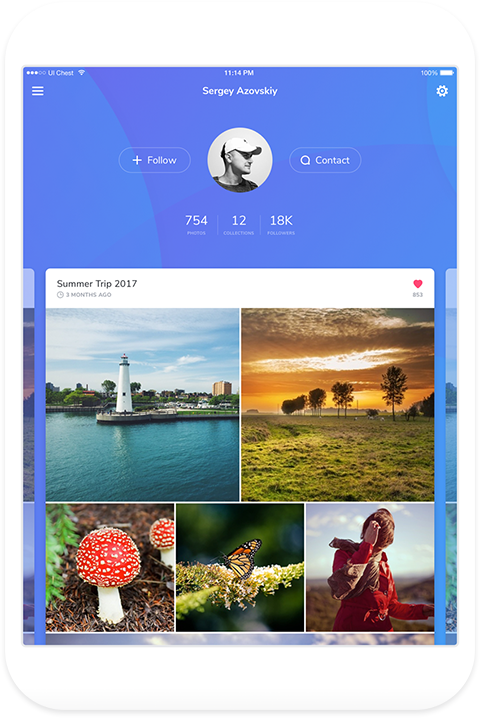 UI Chest
11:14 PM
100%
Sergey Azovskiy
Follow
Contact
754
12
18K
PHOTOS
COLLECTIONS
FOLLOWERS
Summer Trip 2017
3 MONTHS AGO
853